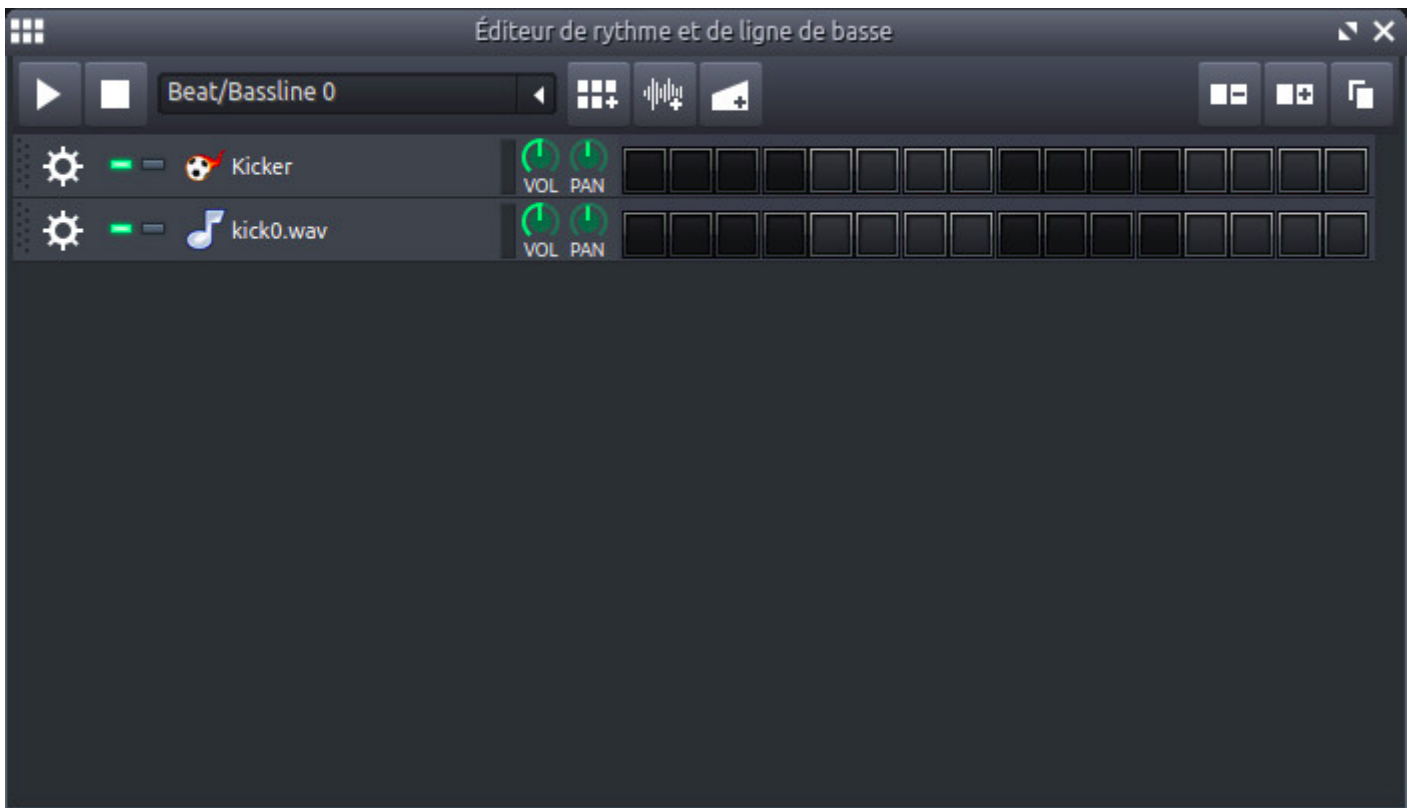 Éditeur de rythme et de ligne de basse
Beat/Bassline 0
Kicker
VOL PAN
kick0.wav
VOL PAN